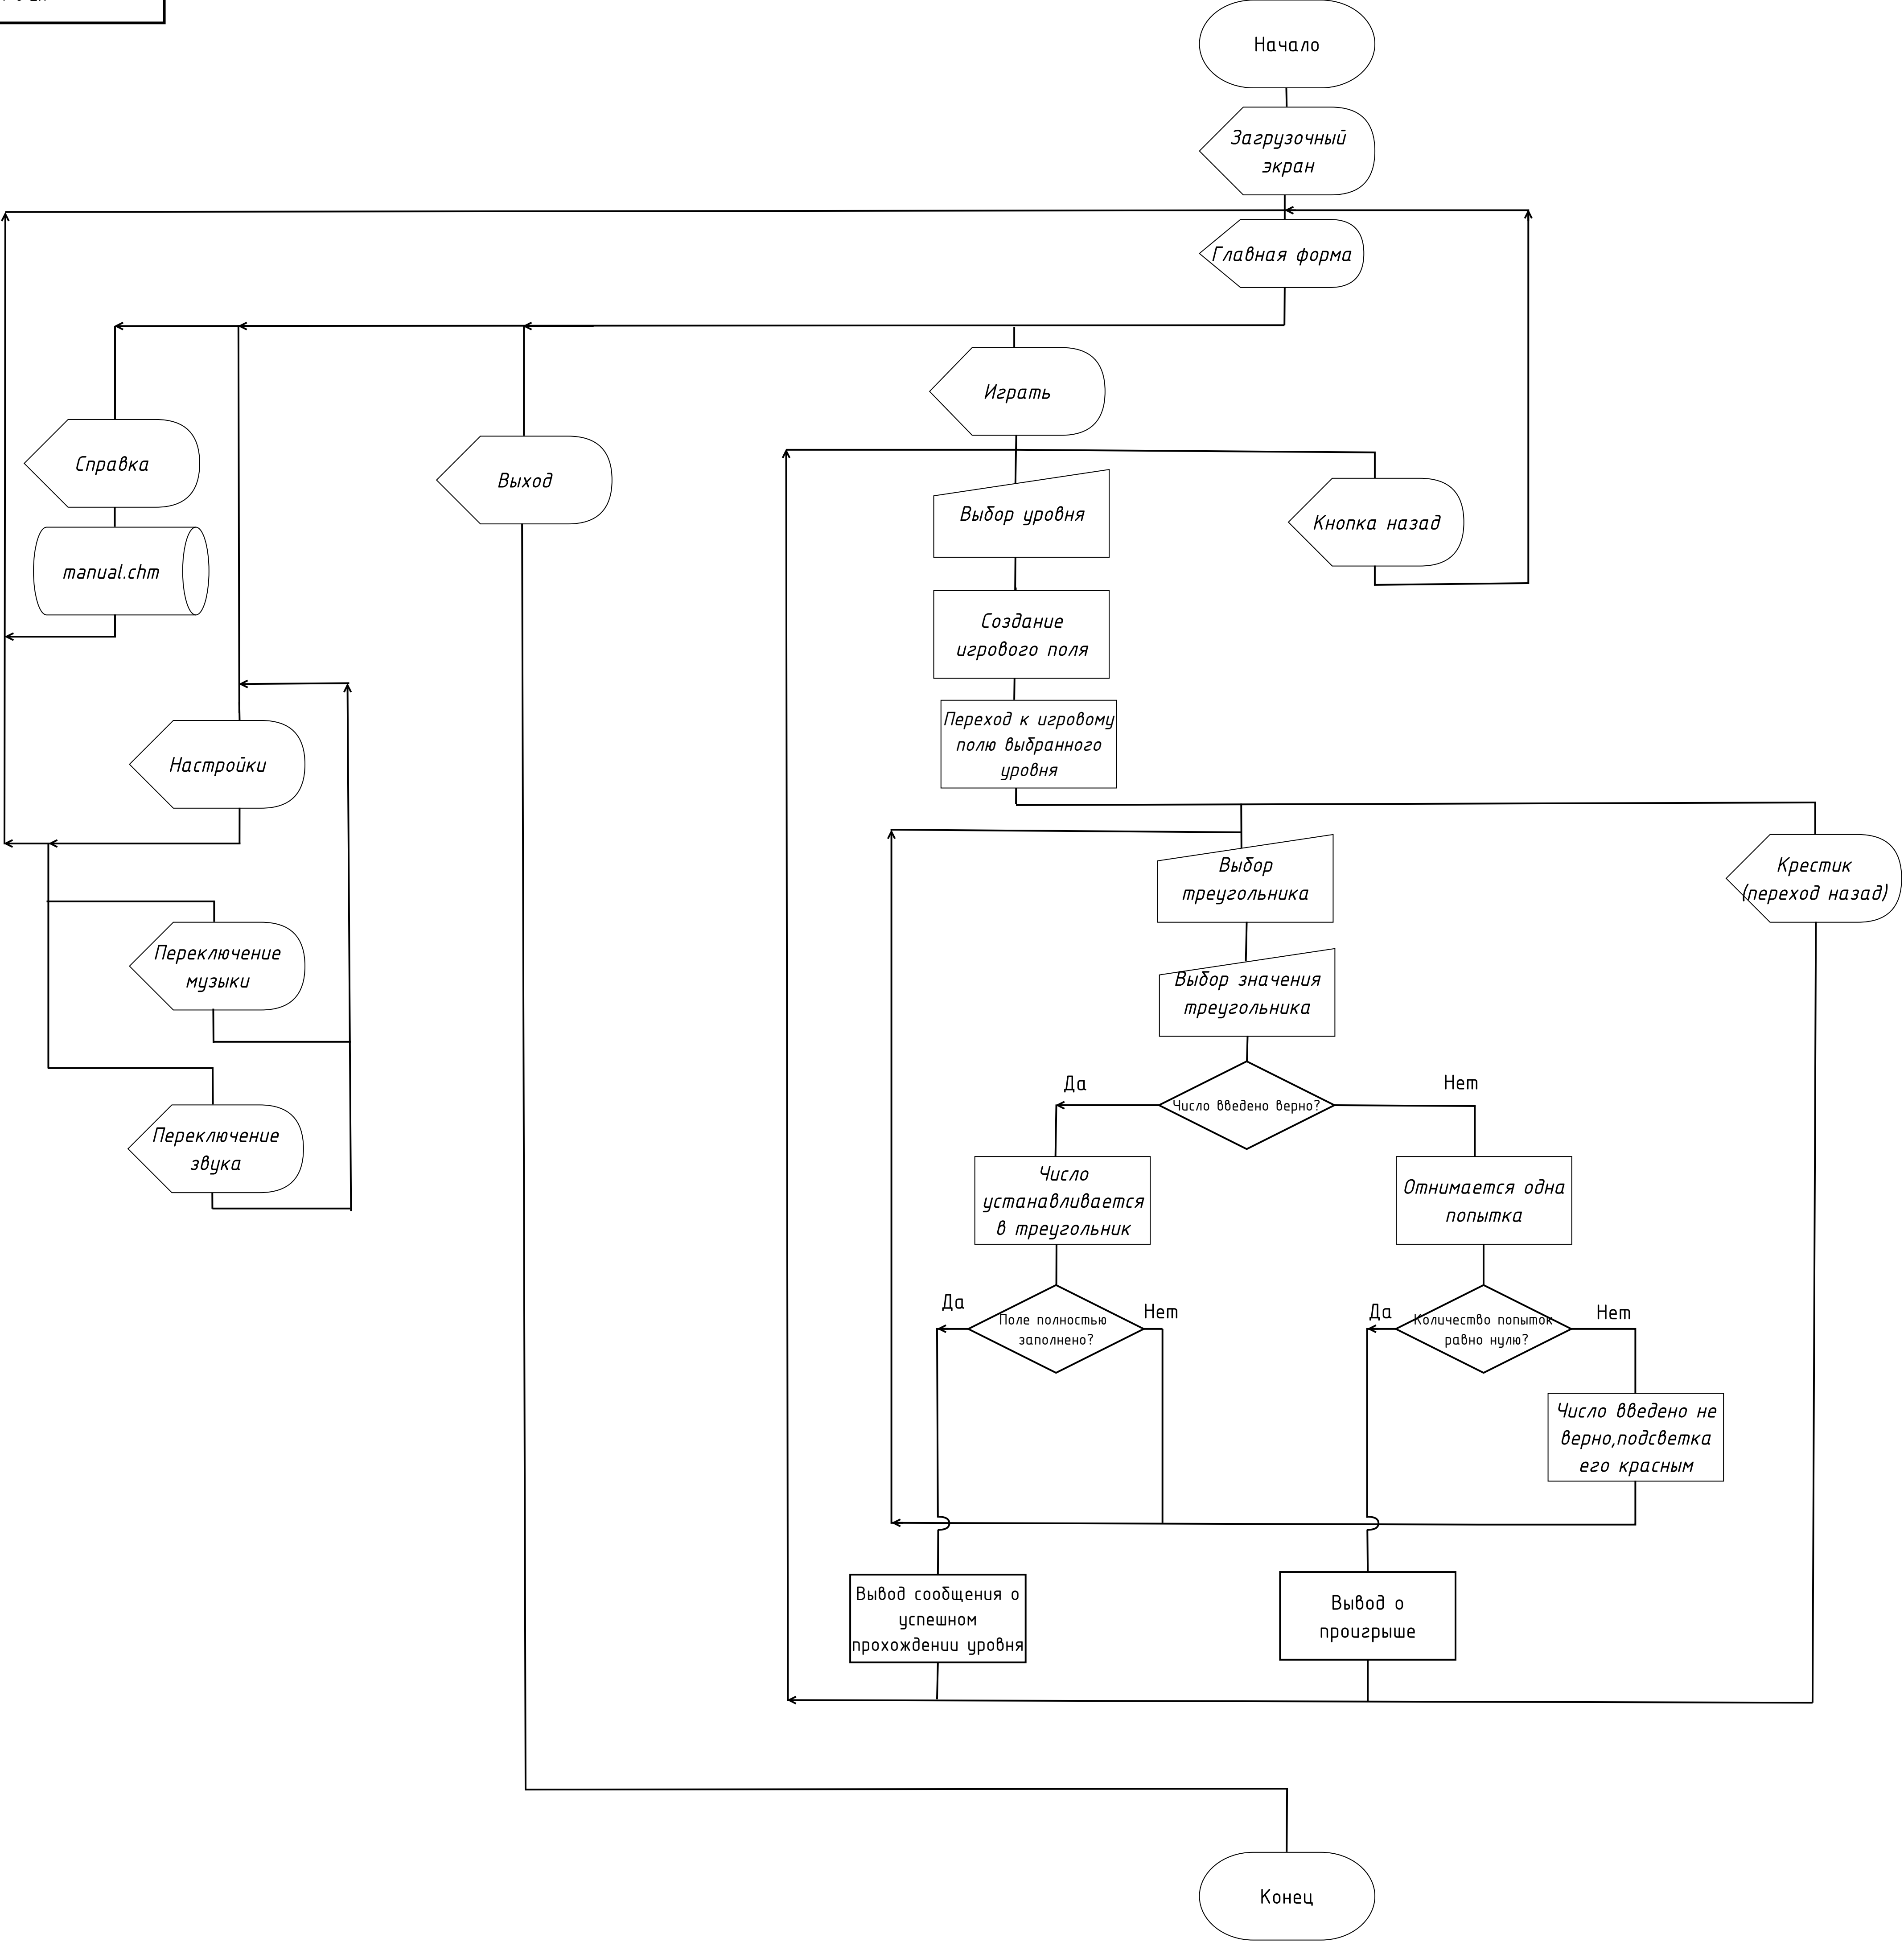 Начало
Загрузочный
экран
Главная форма
Играть
Справка
Выход
Выбор уровня
Кнопка назад
manual.chm
Создание
игрового поля
Переход к игровому
полю выбранного
уровня
Настройки
Выбор
треугольника
Крестик
(переход назад)
Переключение
музыки
Выбор значения
треугольника
Да
Нет
Число введено верно?
Переключение
звука
Число
устанавливается
в треугольник
Отнимается одна
попытка
Да
Поле полностью
заполнено?
Нет
Да
Количество попыток
равно нулю?
Нет
Число введено не
верно,подсветка
его красным
Вывод сообщения о
успешном
прохождении уровня
Вывод о
проигрыше
Конец